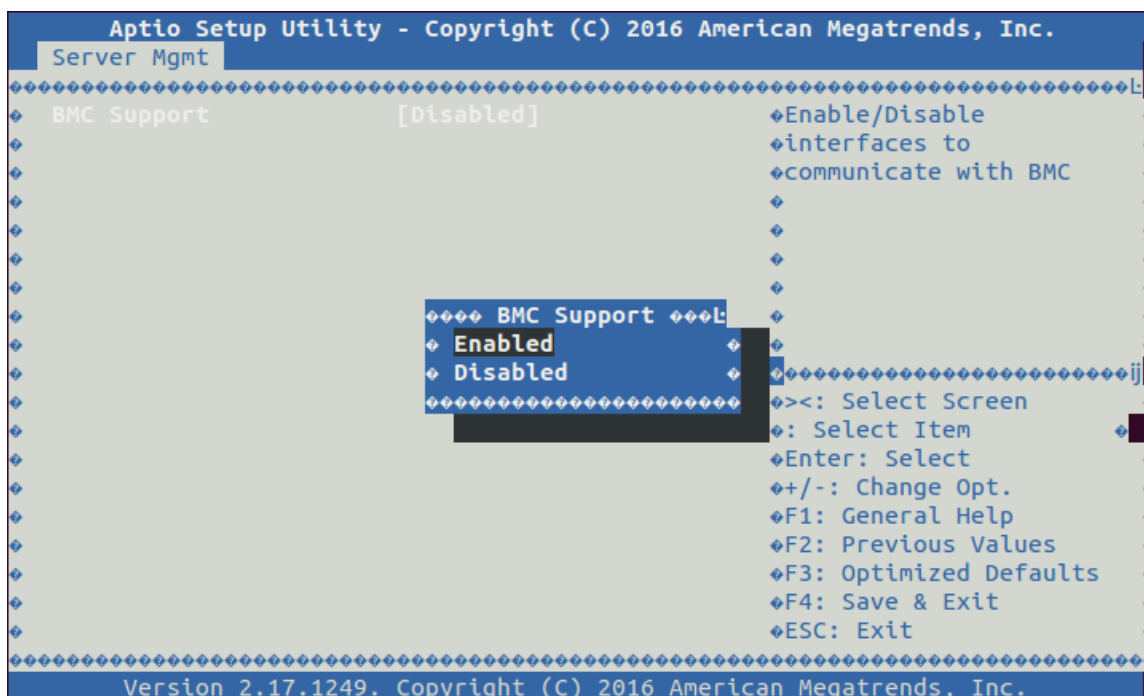 Aptio Setup Utility - Copyright (C) 2016 American Megatrends, Inc.
Server Mgmt
BMC Support [Disabled]
Enable/Disable
interfaces to
communicate with BMC
BMC Support
Enabled
Disabled
><: Select Screen
: Select Item
Enter: Select
+/-: Change Opt.
F1: General Help
F2: Previous Values
F3: Optimized Defaults
F4: Save & Exit
ESC: Exit
Version 2.17.1249. Copyright (C) 2016 American Megatrends, Inc.